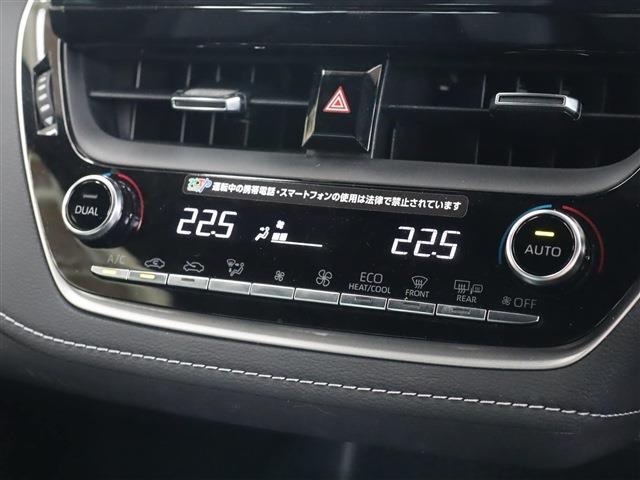 運転中の携帯電話・スマートフォンの使用は法律で禁止されています
DUAL
22.5
22.5
AUTO
A/C
ECO
HEAT/COOL
FRONT
REAR
OFF